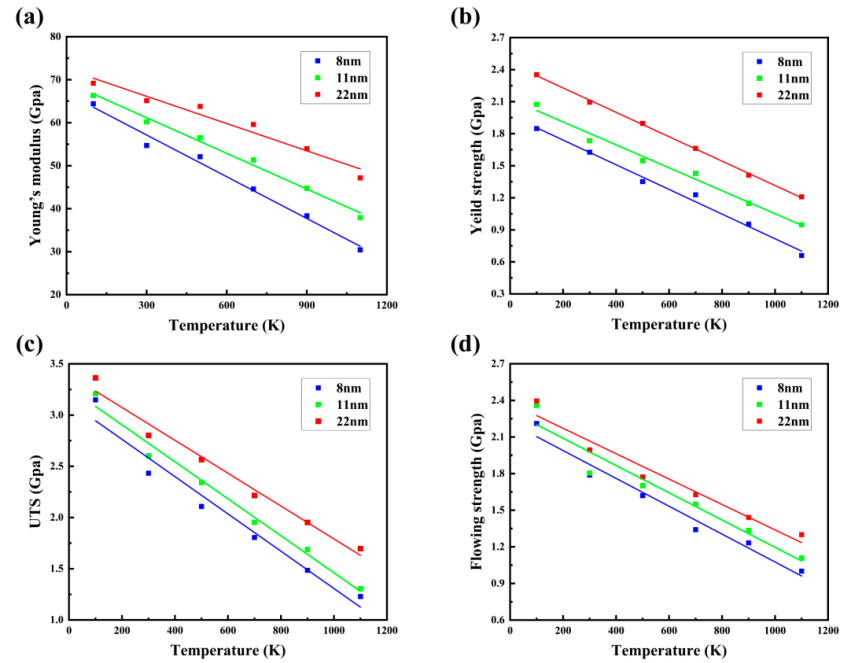 (a)
Young's modulus (Gpa)
80
70
60
50
40
30
20
0
300
600
900
1200
Temperature (K)
8nm
11nm
22nm
(b)
Yeild strength (Gpa)
2.7
2.4
2.1
1.8
1.5
1.2
0.9
0.6
0.3
0
200
400
600
800
1000
1200
Temperature (K)
8nm
11nm
22nm
(c)
UTS (Gpa)
3.5
3.0
2.5
2.0
1.5
1.0
0
200
400
600
800
1000
1200
Temperature (K)
8nm
11nm
22nm
(d)
Flowing strength (Gpa)
2.7
2.4
2.1
1.8
1.5
1.2
0.9
0.6
0
200
400
600
800
1000
1200
Temperature (K)
8nm
11nm
22nm